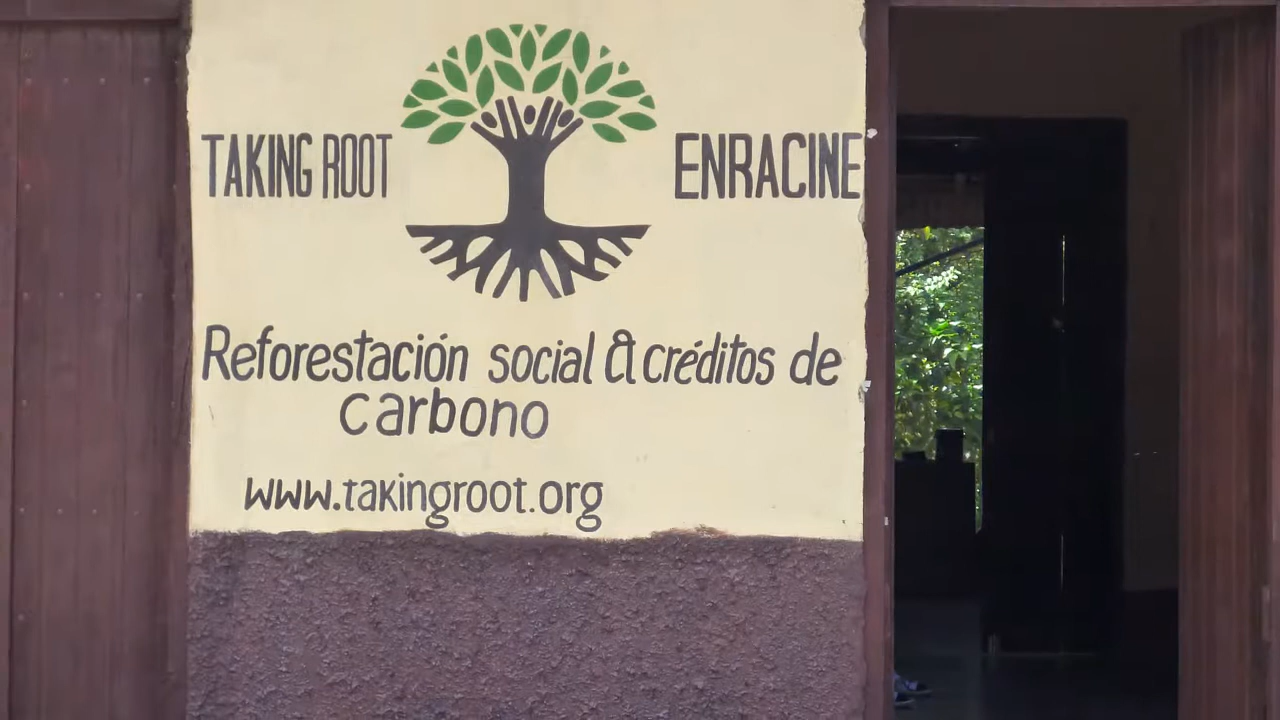 TAKING ROOT ENRACINE
Reforestación social & créditos de
carbono
www.takingroot.org